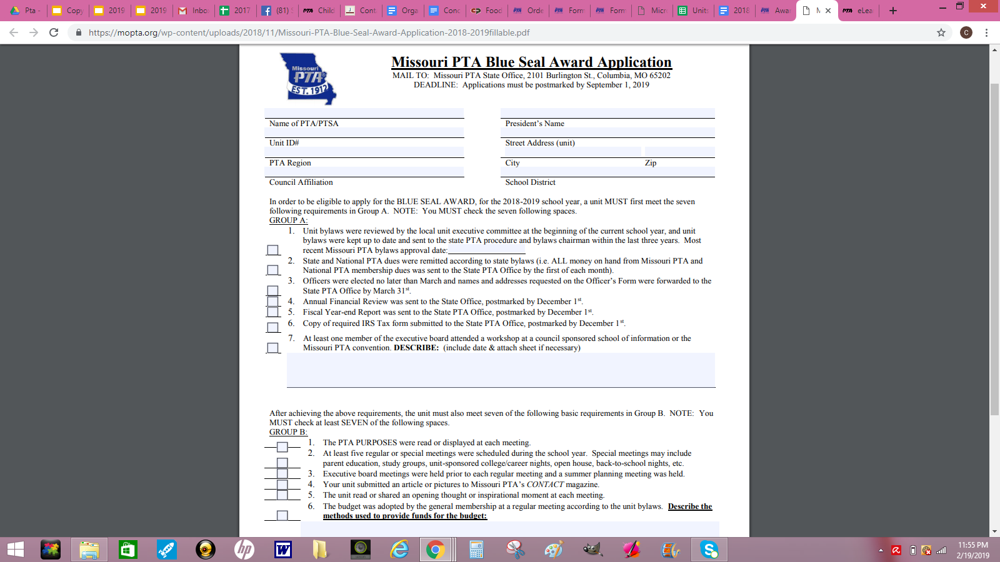 Pta -
Copy
2019
2019
Inbo
2017
(81)
PTA Child
Cont
Orga
Conc
Food
PTA Orde
PTA Form
PTA Form
Micr
Units
2018
PTA Awar
PTA eLea
https://mopta.org/wp-content/uploads/2018/11/Missouri-PTA-Blue-Seal-Award-Application-2018-2019fillable.pdf
C
Missouri
PTA
EST. 1912
Missouri PTA Blue Seal Award Application
MAIL TO: Missouri PTA State Office, 2101 Burlington St., Columbia, MO 65202
DEADLINE: Applications must be postmarked by September 1, 2019
Name of PTA/PTSA
President’s Name
Unit ID#
Street Address (unit)
PTA Region
City Zip
Council Affiliation
School District
In order to be eligible to apply for the BLUE SEAL AWARD, for the 2018-2019 school year, a unit MUST first meet the seven
following requirements in Group A. NOTE: You MUST check the seven following spaces.
GROUP A:
1. Unit bylaws were reviewed by the local unit executive committee at the beginning of the current school year, and unit
bylaws were kept up to date and sent to the state PTA procedure and bylaws chairman within the last three years. Most
recent Missouri PTA bylaws approval date:
2. State and National PTA dues were remitted according to state bylaws (i.e. ALL money on hand from Missouri PTA and
National PTA membership dues was sent to the State PTA Office by the first of each month).
3. Officers were elected no later than March and names and addresses requested on the Officer’s Form were forwarded to the
State PTA Office by March 31st.
4. Annual Financial Review was sent to the State Office, postmarked by December 1st.
5. Fiscal Year-end Report was sent to the State PTA Office, postmarked by December 1st.
6. Copy of required IRS Tax form submitted to the State PTA Office, postmarked by December 1st.
7. At least one member of the executive board attended a workshop at a council sponsored school of information or the
Missouri PTA convention. DESCRIBE: (include date & attach sheet if necessary)
After achieving the above requirements, the unit must also meet seven of the following basic requirements in Group B. NOTE: You
MUST check at least SEVEN of the following spaces.
GROUP B:
1. The PTA PURPOSES were read or displayed at each meeting.
2. At least five regular or special meetings were scheduled during the school year. Special meetings may include
parent education, study groups, unit-sponsored college/career nights, open house, back-to-school nights, etc.
3. Executive board meetings were held prior to each regular meeting and a summer planning meeting was held.
4. Your unit submitted an article or pictures to Missouri PTA’s CONTACT magazine.
5. The unit read or shared an opening thought or inspirational moment at each meeting.
6. The budget was adopted by the general membership at a regular meeting according to the unit bylaws. Describe the
methods used to provide funds for the budget:
hp
W
11:55 PM
2/19/2019